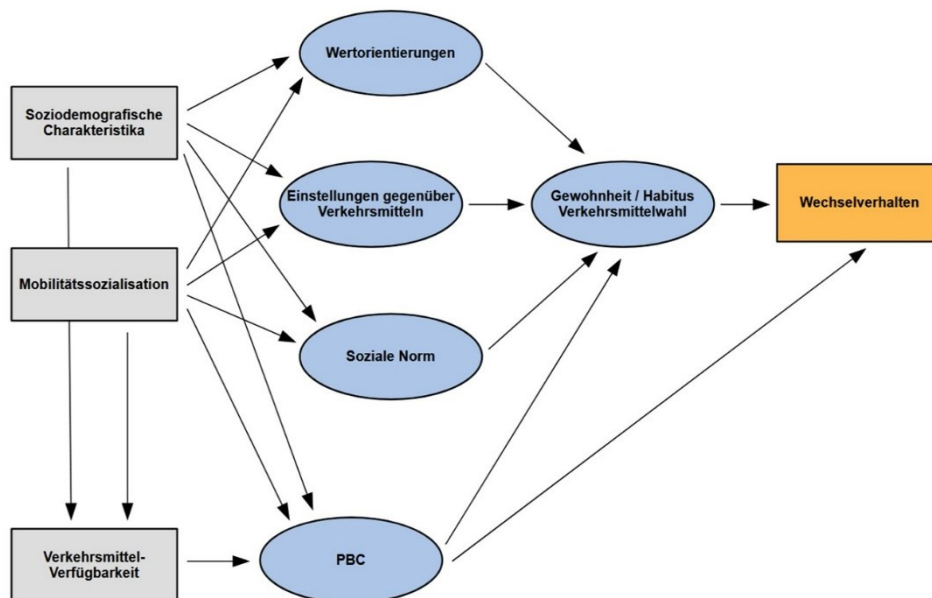 Wertorientierungen
Soziodemografische
Charakteristika
Einstellungen gegenüber
Verkehrsmitteln
Gewohnheit / Habitus
Verkehrsmittelwahl
Wechselverhalten
Mobilitätssozialisation
Soziale Norm
Verkehrsmittel-
Verfügbarkeit
PBC